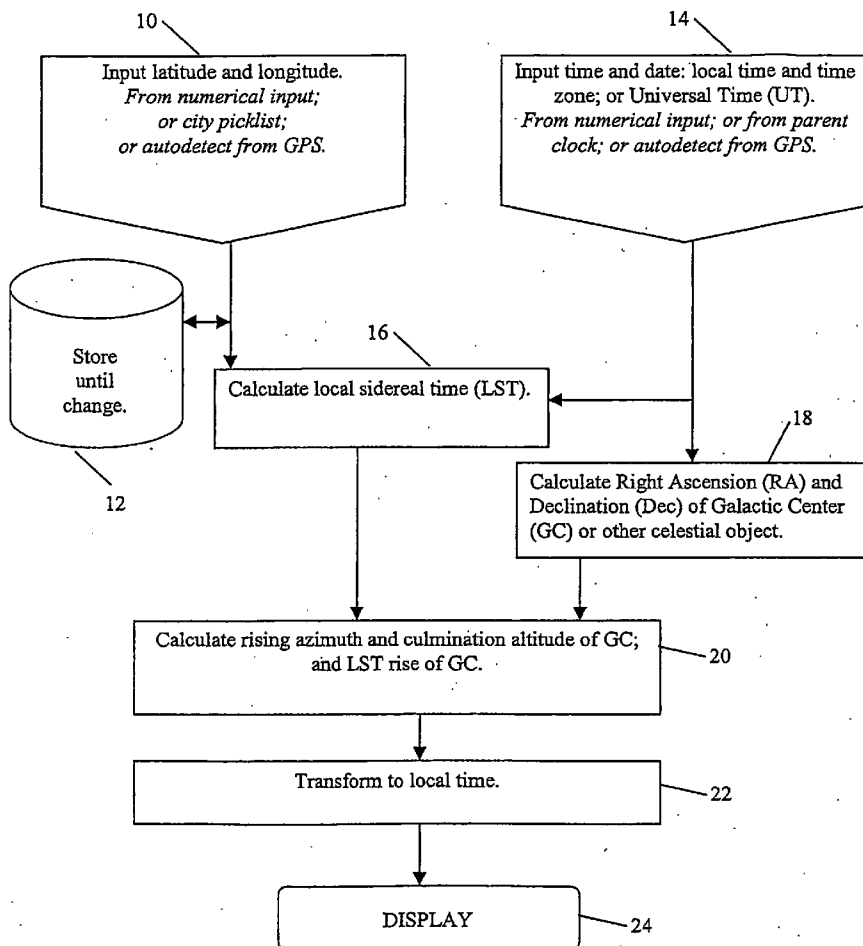 10
Input latitude and longitude.
From numerical input;
or city picklist;
or autodetect from GPS.
14
Input time and date: local time and time
zone; or Universal Time (UT).
From numerical input; or from parent
clock; or autodetect from GPS.
Store
until
change.
12
16
Calculate local sidereal time (LST).
18
Calculate Right Ascension (RA) and
Declination (Dec) of Galactic Center
(GC) or other celestial object.
Calculate rising azimuth and culmination altitude of GC;
and LST rise of GC.
20
Transform to local time.
22
DISPLAY
24